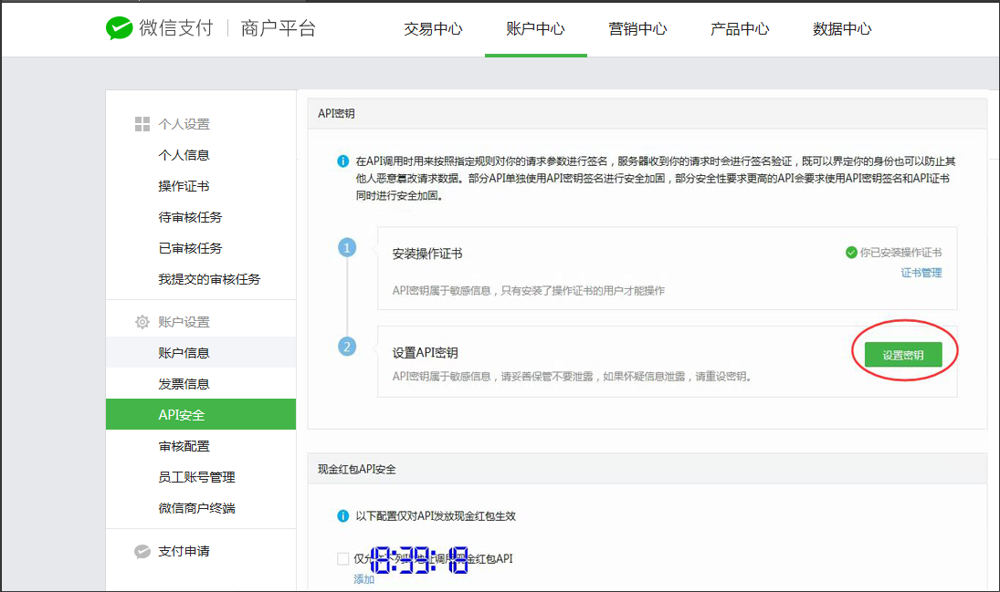 微信支付 商户平台
交易中心 账户中心 营销中心 产品中心 数据中心
个人设置
个人信息
操作证书
待审核任务
已审核任务
我提交的审核任务
账户设置
账户信息
发票信息
API安全
审核配置
员工账号管理
微信商户终端
支付申请
API密钥
在API调用时用来按照指定规则对你的请求参数进行签名，服务器收到你的请求时会进行签名验证，既可以界定你的身份也可以防止其
他人恶意篡改请求数据。部分API单独使用API密钥签名进行安全加固，部分安全性要求更高的API会要求使用API密钥签名和API证书
同时进行安全加固。
1
安装操作证书
你已安装操作证书
证书管理
API密钥属于敏感信息，只有安装了操作证书的用户才能操作
2
设置API密钥
设置密钥
API密钥属于敏感信息，请妥善保管不要泄露，如果怀疑信息泄露，请重设密钥。
现金红包API安全
以下配置仅对API发放现金红包生效
仅允 调用现金红包API
18:39:18
添加